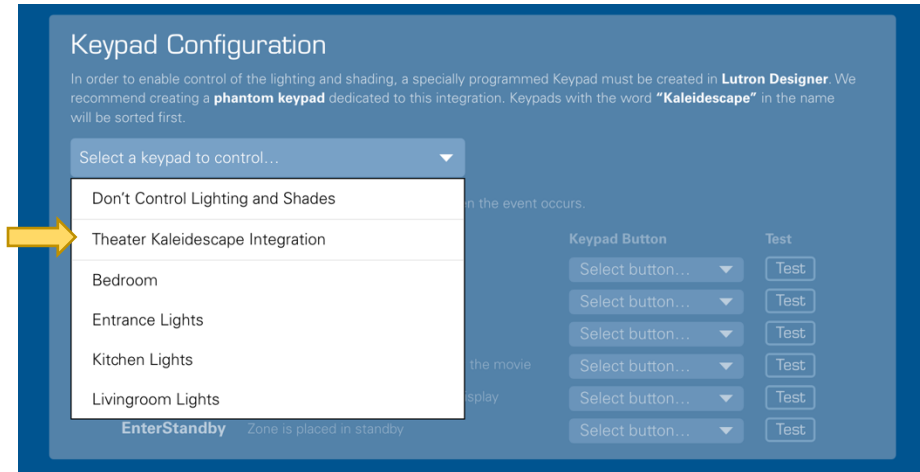 Keypad Configuration
In order to enable control of the lighting and shading, a specially programmed Keypad must be created in Lutron Designer. We
recommend creating a phantom keypad dedicated to this integration. Keypads with the word “Kaleidescape” in the name
will be sorted first.
Select a keypad to control...
Don’t Control Lighting and Shades
n the event occurs.
Theater Kaleidescape Integration
Keypad Button Test
Bedroom
Select button... Test
Entrance Lights
Select button... Test
Select button... Test
Kitchen Lights
the movie Select button... Test
Livingroom Lights
isplay Select button... Test
EnterStandby Zone is placed in standby Select button... Test